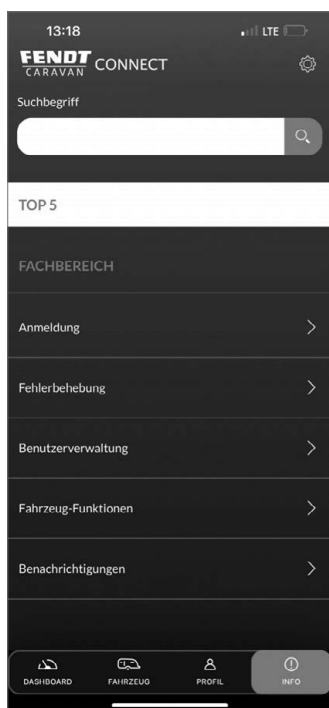 13:18
LTE
FENDT
CARAVAN
CONNECT
Suchbegriff
TOP 5
FACHBEREICH
Anmeldung
Fehlerbehebung
Benutzerverwaltung
Fahrzeug-Funktionen
Benachrichtigungen
DASHBOARD FAHRZEUG PROFIL INFO